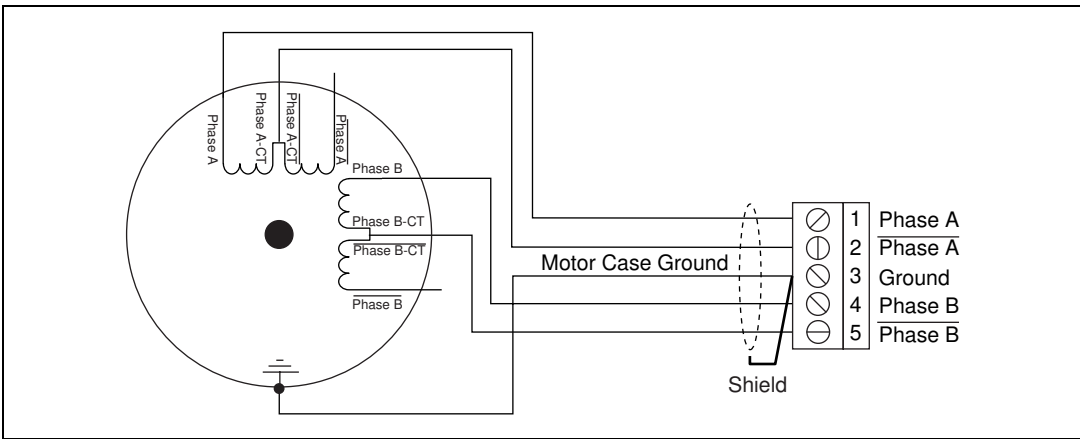 Phase A
Phase A-CT
Phase A-CT
Phase A
Phase B
Phase B-CT
Phase B-CT
Phase B
Motor Case Ground
Shield
1 Phase A
2 Phase A
3 Ground
4 Phase B
5 Phase B